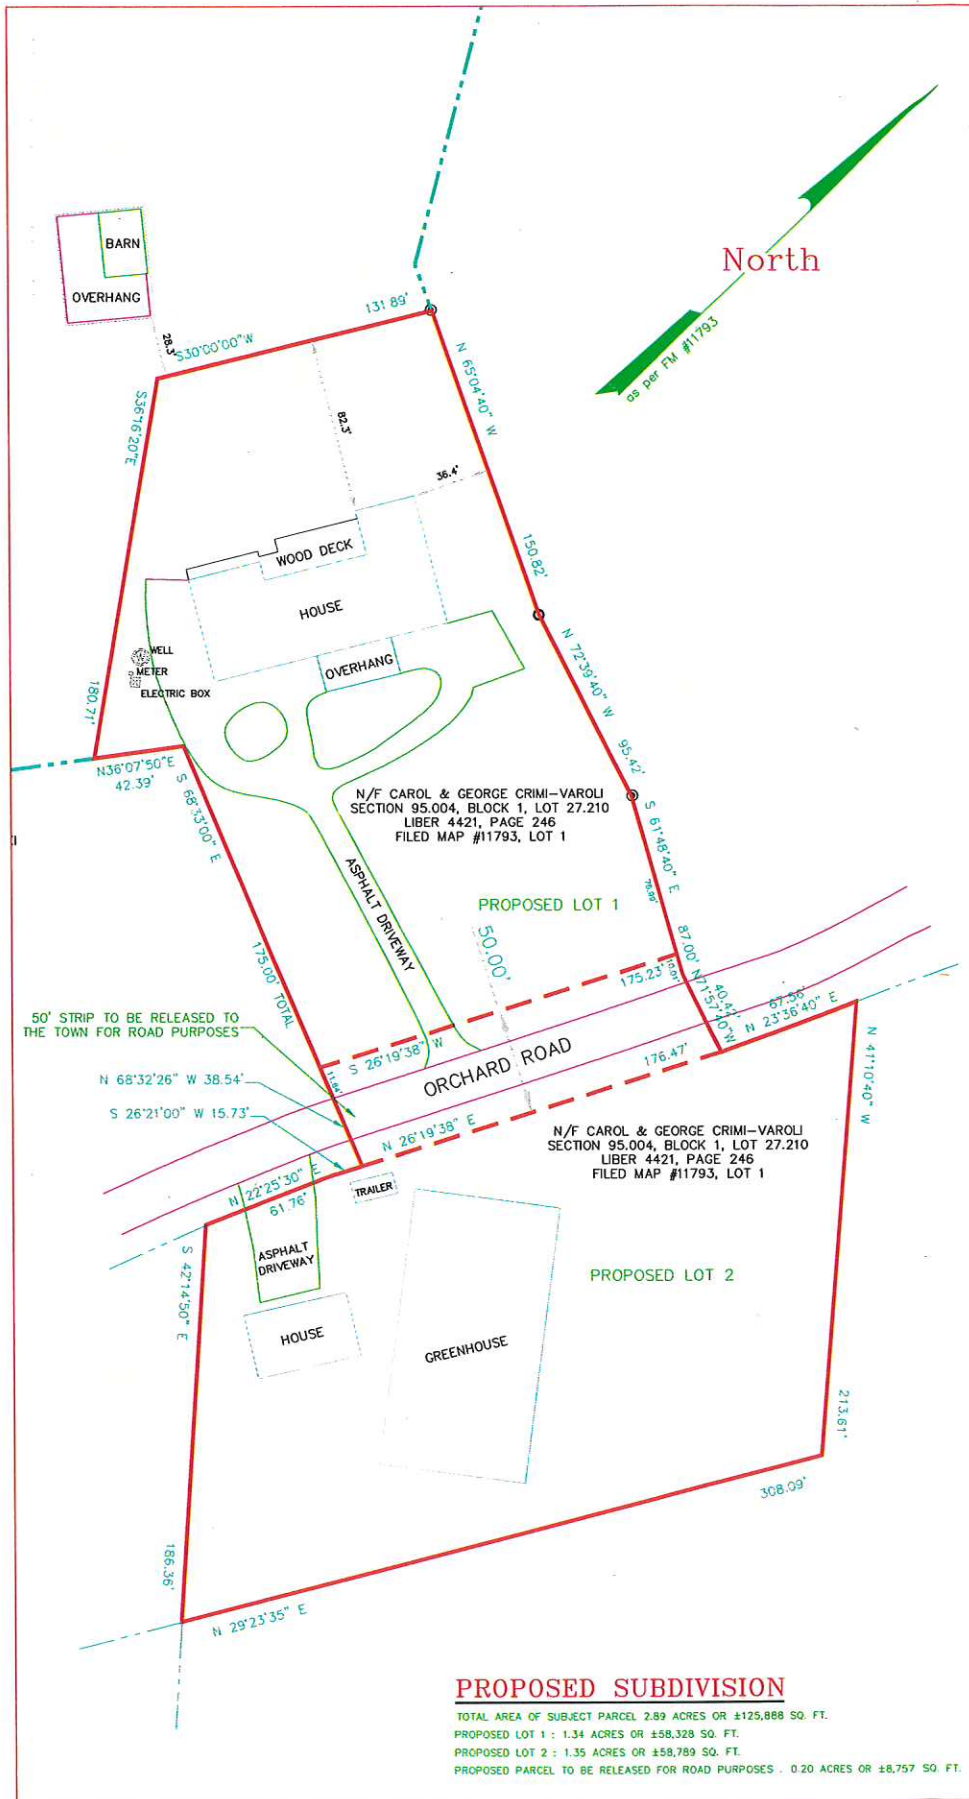 North
as per FM #11793
BARN
OVERHANG
28.3'
S30°00'00"W
131.89'
N 65°04'40" W
S36°16'20"E
82.3'
36.4'
150.82'
WOOD DECK
HOUSE
OVERHANG
WELL
METER
ELECTRIC BOX
180.71'
N 72°39'40" W
95.42'
N36°07'50"E
42.39'
S 68°33'00" E
N/F CAROL & GEORGE CRIMI-VAROLI
SECTION 95.004, BLOCK 1, LOT 27.210
LIBER 4421, PAGE 246
FILED MAP #11793, LOT 1
S 61°48'40" E
ASPHALT DRIVEWAY
PROPOSED LOT 1
50.00'
87.00'
175.00' TOTAL
175.23'
N71°57'40"W
40.42'
67.56'
N 23°36'40" E
50' STRIP TO BE RELEASED TO
THE TOWN FOR ROAD PURPOSES
S 26°19'38" W
ORCHARD ROAD
176.47'
N 41°10'40" W
N 68°32'26" W 38.54'
11.84'
S 26°21'00" W 15.73'
N 26°19'38" E
N/F CAROL & GEORGE CRIMI-VAROLI
SECTION 95.004, BLOCK 1, LOT 27.210
LIBER 4421, PAGE 246
FILED MAP #11793, LOT 1
N 22°25'30" E
61.76'
TRAILER
S 42°14'50" E
ASPHALT
DRIVEWAY
PROPOSED LOT 2
HOUSE
GREENHOUSE
213.61'
308.09'
186.36'
N 29°23'35" E
PROPOSED SUBDIVISION
TOTAL AREA OF SUBJECT PARCEL 2.89 ACRES OR ±125,888 SQ. FT.
PROPOSED LOT 1 : 1.34 ACRES OR ±58,328 SQ. FT.
PROPOSED LOT 2 : 1.35 ACRES OR ±58,789 SQ. FT.
PROPOSED PARCEL TO BE RELEASED FOR ROAD PURPOSES : 0.20 ACRES OR ±8,757 SQ. FT.